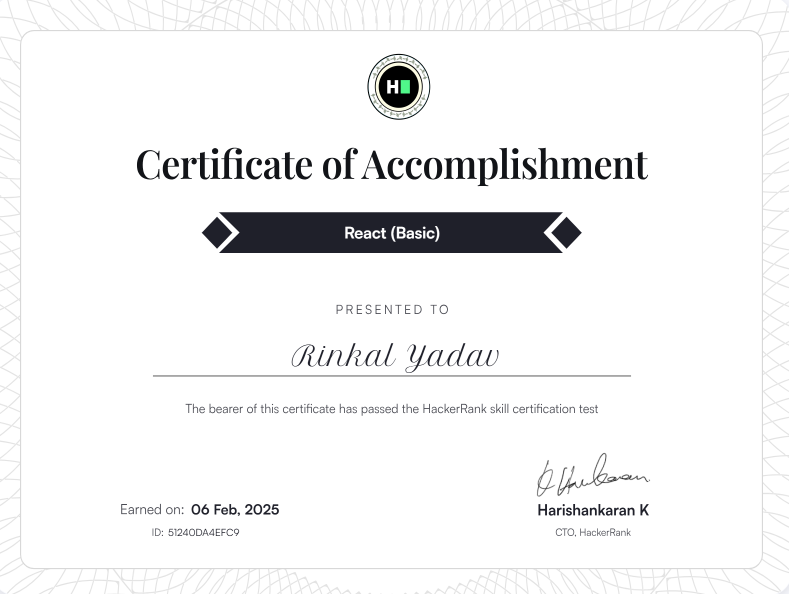 H
Certificate of Accomplishment
React (Basic)
PRESENTED TO
Rinkal Yadav
The bearer of this certificate has passed the HackerRank skill certification test
Earned on: 06 Feb, 2025
ID: 51240DA4EFC9
Harishankaran K
CTO, HackerRank